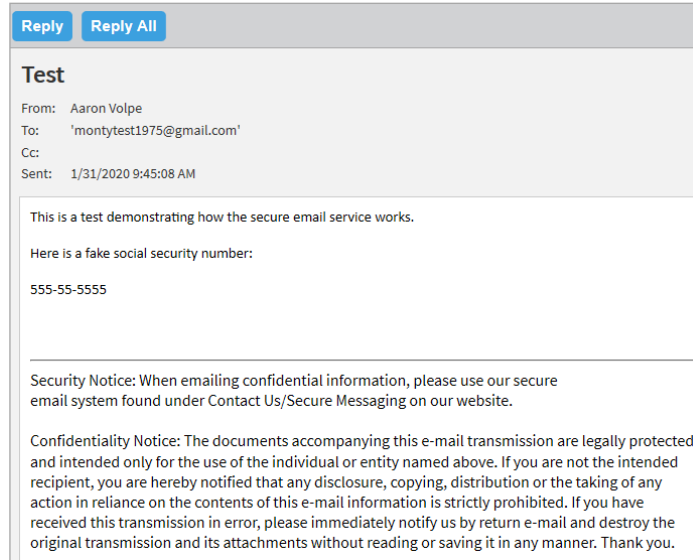 Reply Reply All
Test
From: Aaron Volpe
To: 'montytest1975@gmail.com'
Cc:
Sent: 1/31/2020 9:45:08 AM
This is a test demonstrating how the secure email service works.
Here is a fake social security number:
555-55-5555
Security Notice: When emailing confidential information, please use our secure
email system found under Contact Us/Secure Messaging on our website.
Confidentiality Notice: The documents accompanying this e-mail transmission are legally protected
and intended only for the use of the individual or entity named above. If you are not the intended
recipient, you are hereby notified that any disclosure, copying, distribution or the taking of any
action in reliance on the contents of this e-mail information is strictly prohibited. If you have
received this transmission in error, please immediately notify us by return e-mail and destroy the
original transmission and its attachments without reading or saving it in any manner. Thank you.